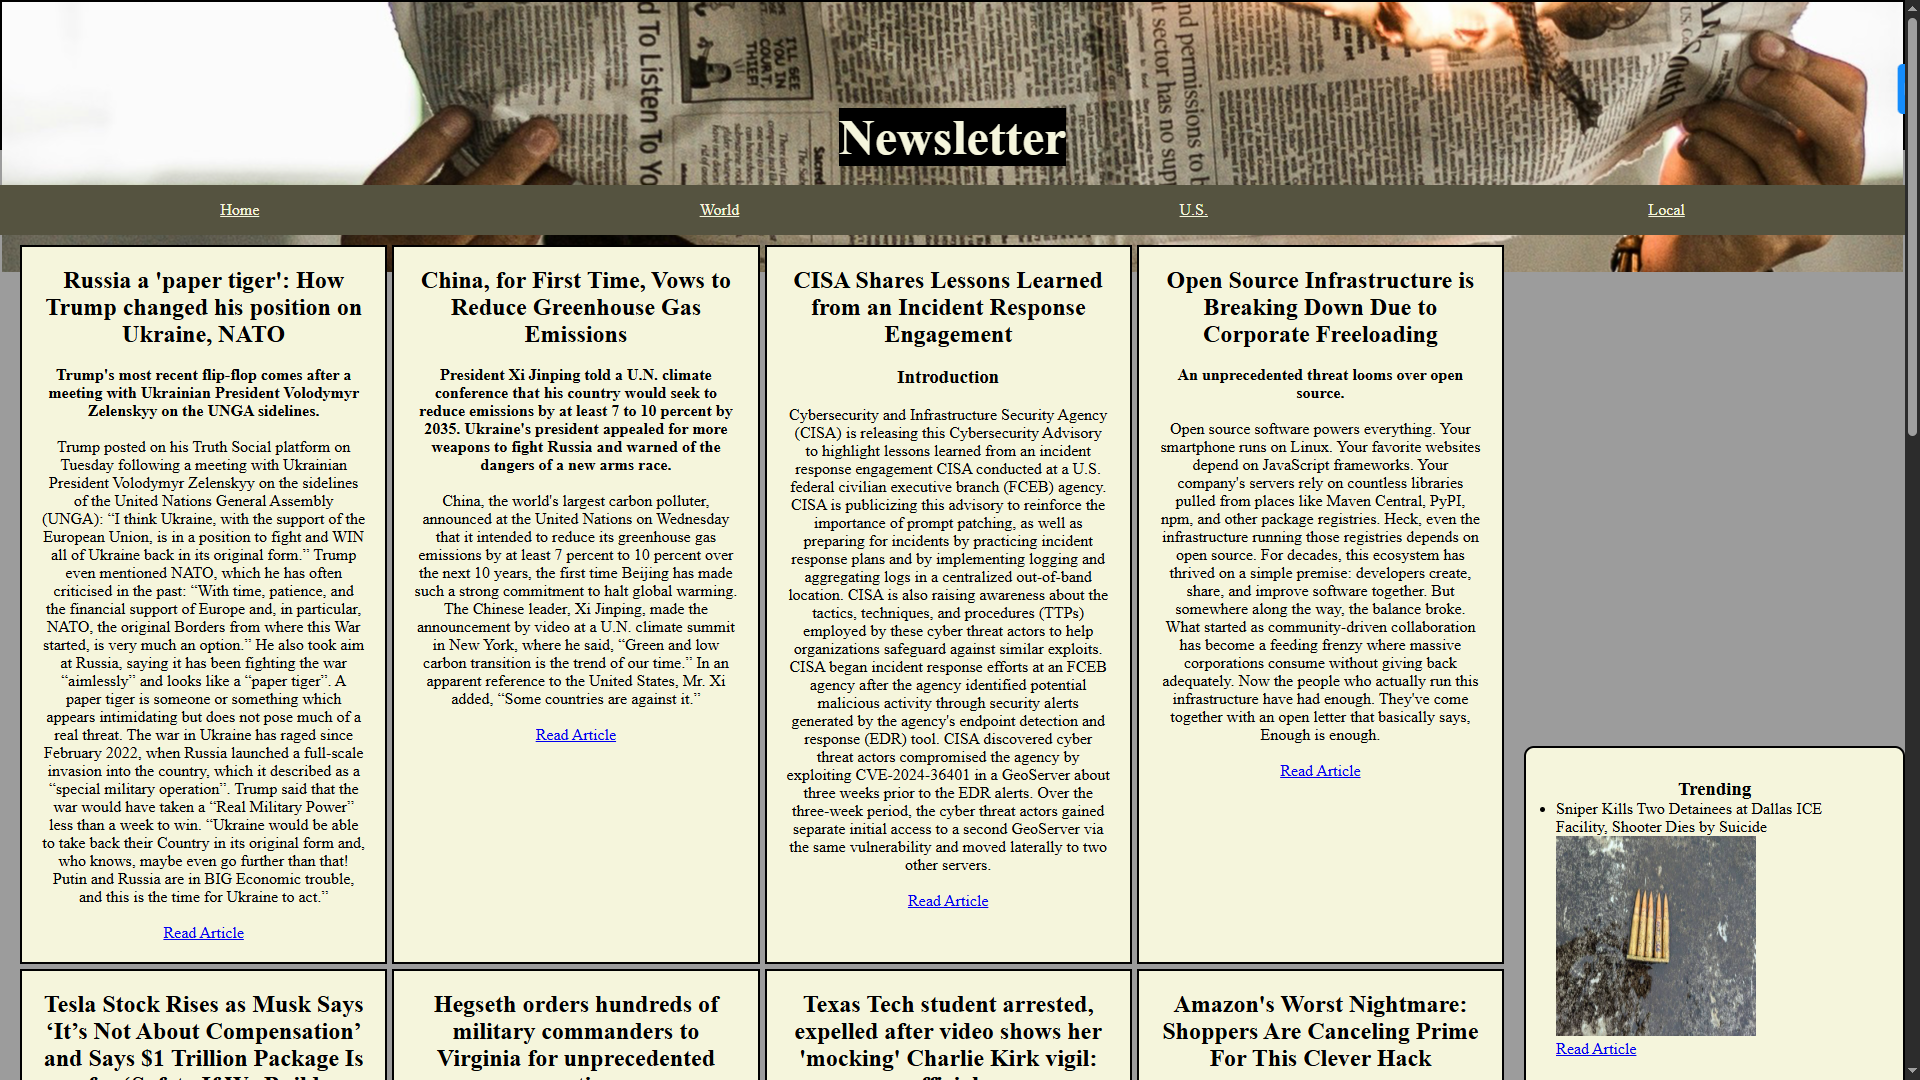 d To Listen To Yo
I'LL SEE
YOU IN
COURT,
THIEF!
Sacred
and permissions to b
t sector has no sup
South
U.S. Co
Newsletter
Home
World
U.S.
Local
Russia a 'paper tiger': How
Trump changed his position on
Ukraine, NATO
Trump's most recent flip-flop comes after a
meeting with Ukrainian President Volodymyr
Zelenskyy on the UNGA sidelines.
Trump posted on his Truth Social platform on
Tuesday following a meeting with Ukrainian
President Volodymyr Zelenskyy on the sidelines
of the United Nations General Assembly
(UNGA): “I think Ukraine, with the support of the
European Union, is in a position to fight and WIN
all of Ukraine back in its original form.” Trump
even mentioned NATO, which he has often
criticised in the past: “With time, patience, and
the financial support of Europe and, in particular,
NATO, the original Borders from where this War
started, is very much an option.” He also took aim
at Russia, saying it has been fighting the war
“aimlessly” and looks like a “paper tiger”. A
paper tiger is someone or something which
appears intimidating but does not pose much of a
real threat. The war in Ukraine has raged since
February 2022, when Russia launched a full-scale
invasion into the country, which it described as a
“special military operation”. Trump said that the
war would have taken a “Real Military Power”
less than a week to win. “Ukraine would be able
to take back their Country in its original form and,
who knows, maybe even go further than that!
Putin and Russia are in BIG Economic trouble,
and this is the time for Ukraine to act.”
Read Article
China, for First Time, Vows to
Reduce Greenhouse Gas
Emissions
President Xi Jinping told a U.N. climate
conference that his country would seek to
reduce emissions by at least 7 to 10 percent by
2035. Ukraine's president appealed for more
weapons to fight Russia and warned of the
dangers of a new arms race.
China, the world's largest carbon polluter,
announced at the United Nations on Wednesday
that it intended to reduce its greenhouse gas
emissions by at least 7 percent to 10 percent over
the next 10 years, the first time Beijing has made
such a strong commitment to halt global warming.
The Chinese leader, Xi Jinping, made the
announcement by video at a U.N. climate summit
in New York, where he said, “Green and low
carbon transition is the trend of our time.” In an
apparent reference to the United States, Mr. Xi
added, “Some countries are against it.”
Read Article
CISA Shares Lessons Learned
from an Incident Response
Engagement
Introduction
Cybersecurity and Infrastructure Security Agency
(CISA) is releasing this Cybersecurity Advisory
to highlight lessons learned from an incident
response engagement CISA conducted at a U.S.
federal civilian executive branch (FCEB) agency.
CISA is publicizing this advisory to reinforce the
importance of prompt patching, as well as
preparing for incidents by practicing incident
response plans and by implementing logging and
aggregating logs in a centralized out-of-band
location. CISA is also raising awareness about the
tactics, techniques, and procedures (TTPs)
employed by these cyber threat actors to help
organizations safeguard against similar exploits.
CISA began incident response efforts at an FCEB
agency after the agency identified potential
malicious activity through security alerts
generated by the agency's endpoint detection and
response (EDR) tool. CISA discovered cyber
threat actors compromised the agency by
exploiting CVE-2024-36401 in a GeoServer about
three weeks prior to the EDR alerts. Over the
three-week period, the cyber threat actors gained
separate initial access to a second GeoServer via
the same vulnerability and moved laterally to two
other servers.
Read Article
Open Source Infrastructure is
Breaking Down Due to
Corporate Freeloading
An unprecedented threat looms over open
source.
Open source software powers everything. Your
smartphone runs on Linux. Your favorite websites
depend on JavaScript frameworks. Your
company's servers rely on countless libraries
pulled from places like Maven Central, PyPI,
npm, and other package registries. Heck, even the
infrastructure running those registries depends on
open source. For decades, this ecosystem has
thrived on a simple premise: developers create,
share, and improve software together. But
somewhere along the way, the balance broke.
What started as community-driven collaboration
has become a feeding frenzy where massive
corporations consume without giving back
adequately. Now the people who actually run this
infrastructure have had enough. They've come
together with an open letter that basically says,
Enough is enough.
Read Article
Trending
Sniper Kills Two Detainees at Dallas ICE
Facility, Shooter Dies by Suicide
Read Article
Tesla Stock Rises as Musk Says
‘It’s Not About Compensation’
and Says $1 Trillion Package Is
Hegseth orders hundreds of
military commanders to
Virginia for unprecedented
Texas Tech student arrested,
expelled after video shows her
'mocking' Charlie Kirk vigil:
Amazon's Worst Nightmare:
Shoppers Are Canceling Prime
For This Clever Hack